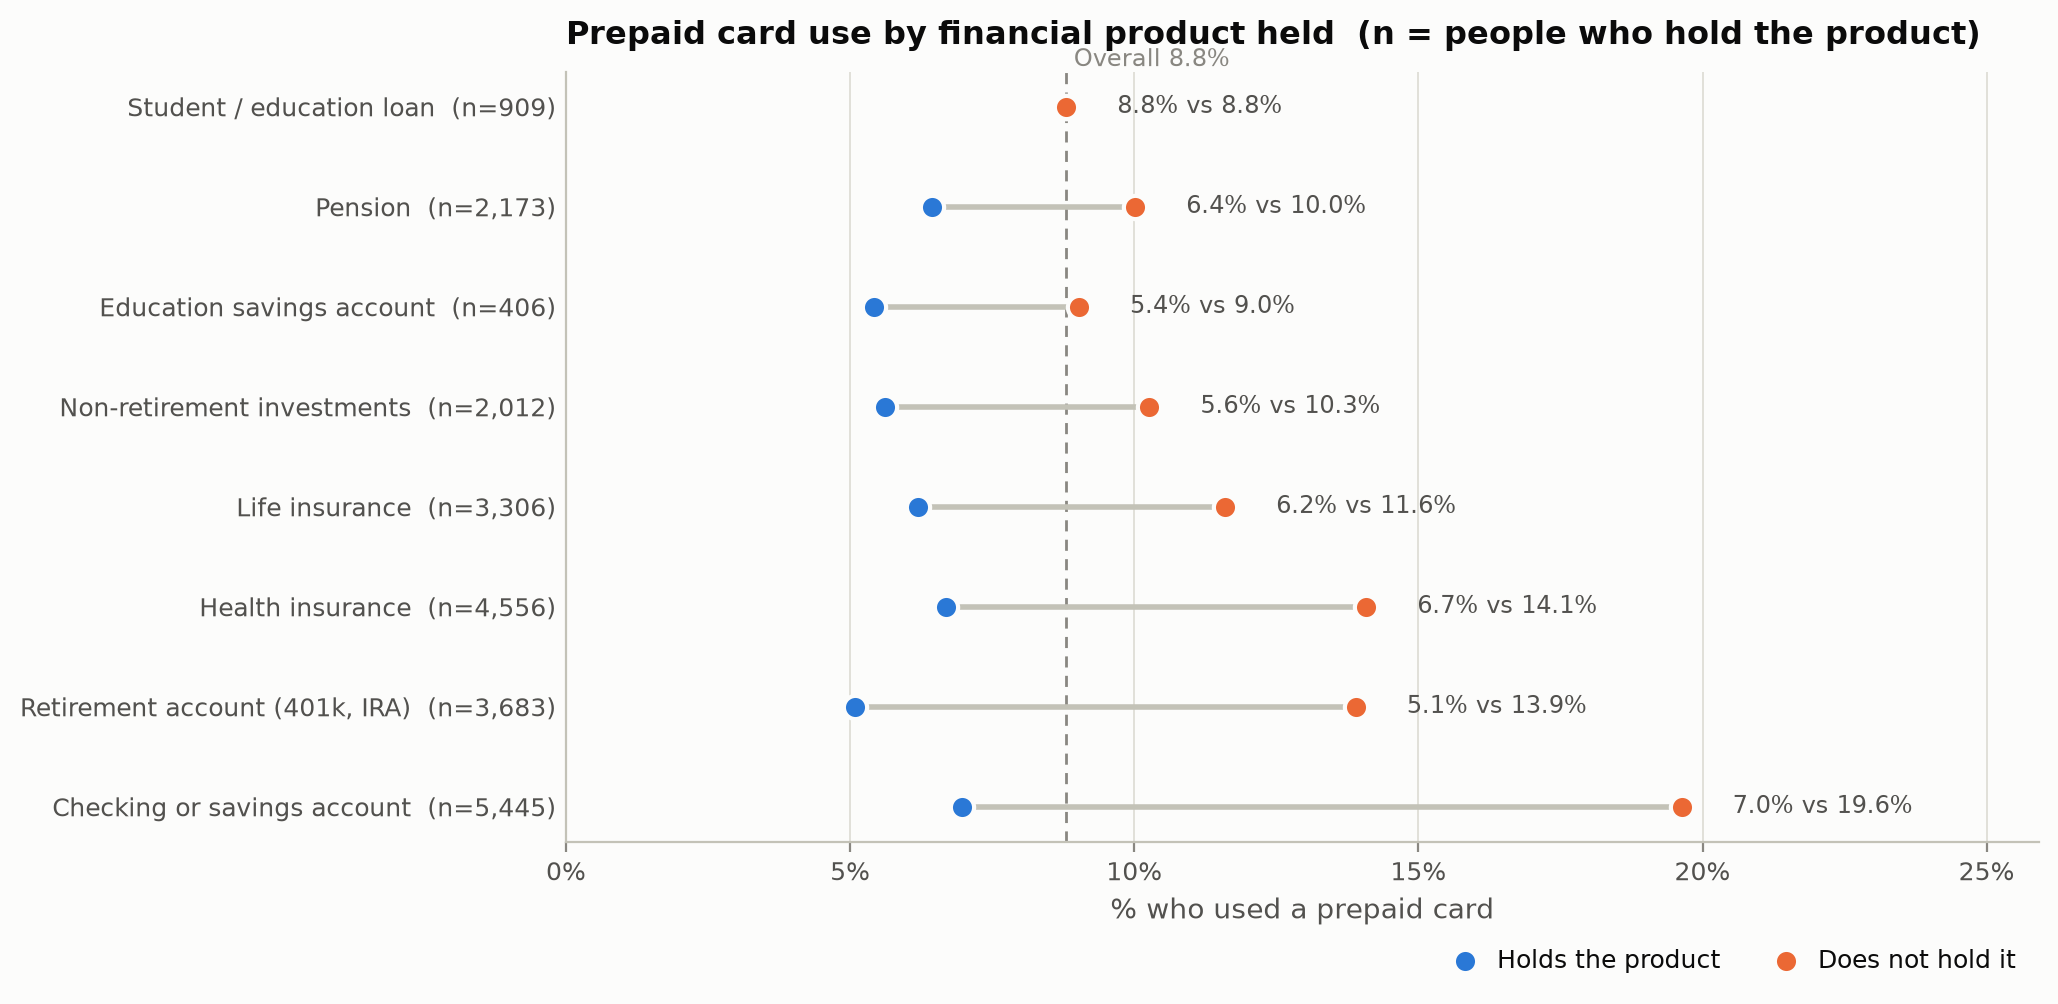 Prepaid card use by financial product held (n = people who hold the product)
Overall 8.8%
Student / education loan (n=909) 8.8% vs 8.8%
Pension (n=2,173) 6.4% vs 10.0%
Education savings account (n=406) 5.4% vs 9.0%
Non-retirement investments (n=2,012) 5.6% vs 10.3%
Life insurance (n=3,306) 6.2% vs 11.6%
Health insurance (n=4,556) 6.7% vs 14.1%
Retirement account (401k, IRA) (n=3,683) 5.1% vs 13.9%
Checking or savings account (n=5,445) 7.0% vs 19.6%
0% 5% 10% 15% 20% 25%
% who used a prepaid card
Holds the product Does not hold it